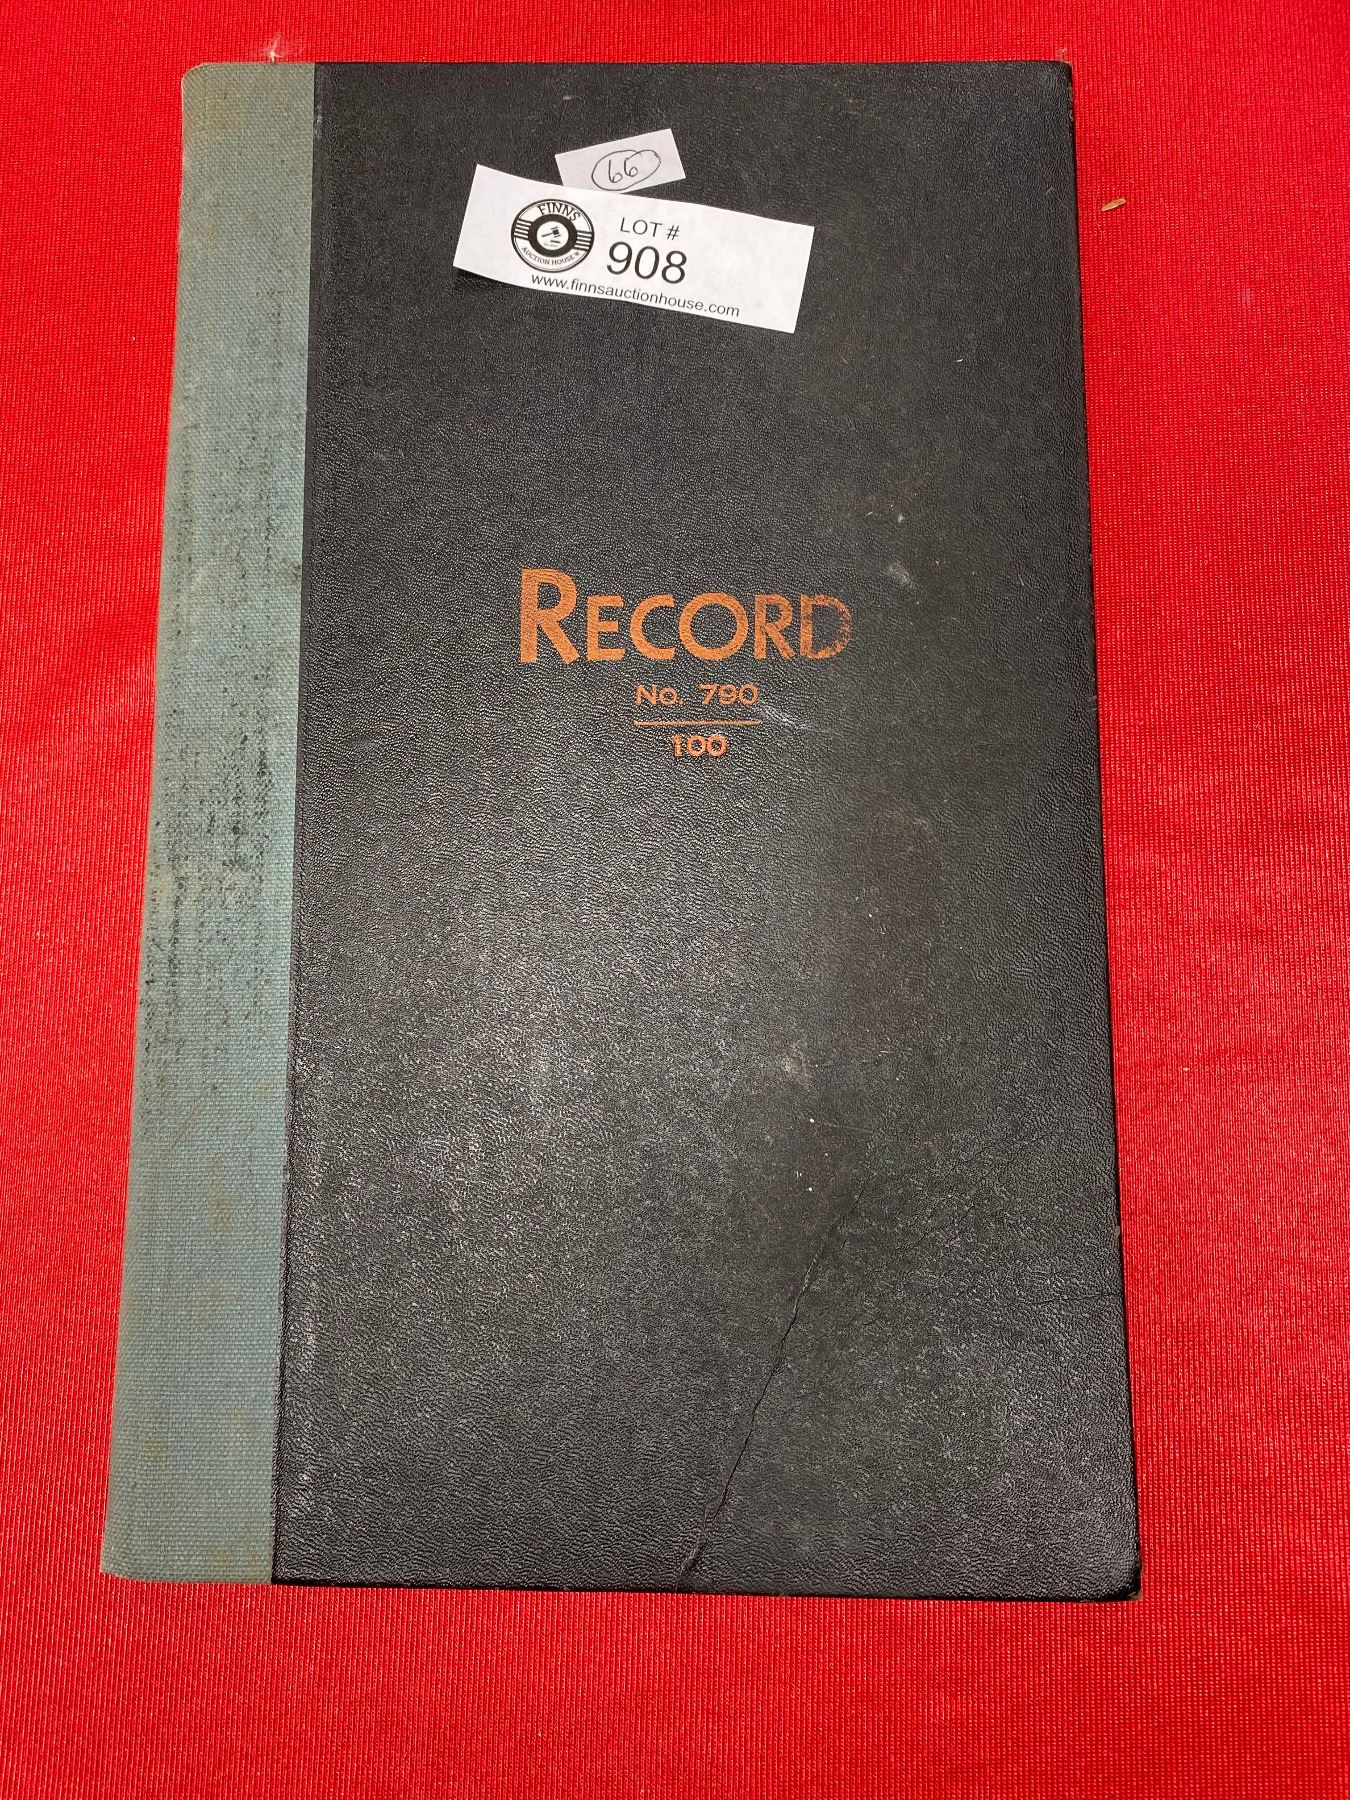 66
FINNS
AUCTION HOUSE
LOT #
908
www.finnsauctionhouse.com
RECORD
No. 790
100